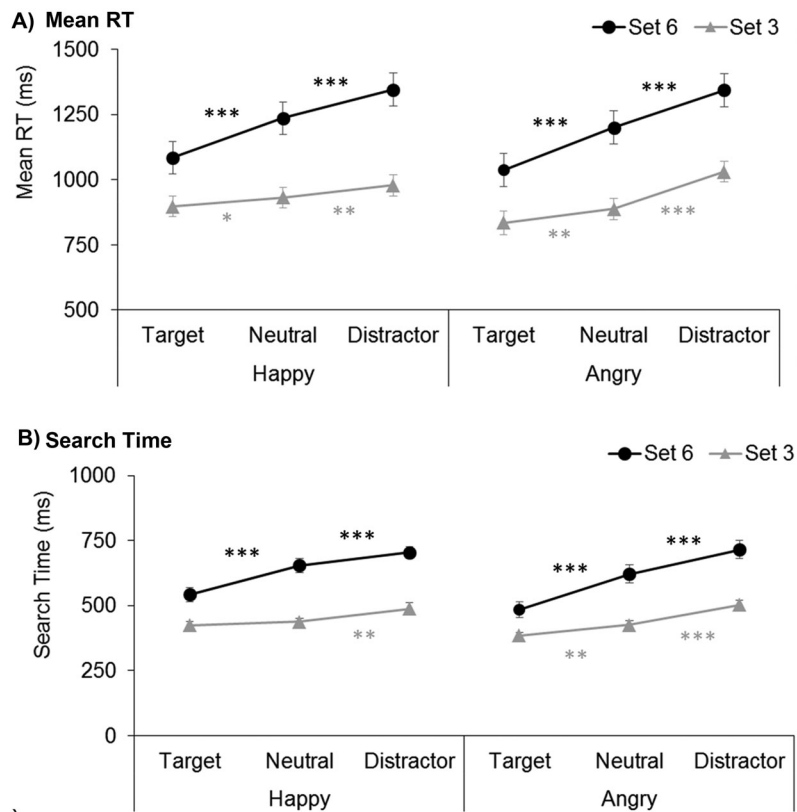 A) Mean RT
Set 6 Set 3
Mean RT (ms)
1500
1250
1000
750
500
*** *** *** ***
* ** ** ***
Target Neutral Distractor Target Neutral Distractor
Happy Angry
B) Search Time
Set 6 Set 3
Search Time (ms)
1000
750
500
250
0
*** *** *** ***
** ** ***
Target Neutral Distractor Target Neutral Distractor
Happy Angry